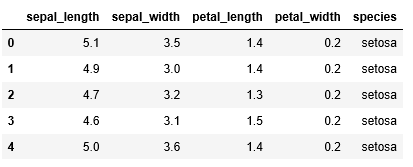 sepal_length sepal_width petal_length petal_width species
0 5.1 3.5 1.4 0.2 setosa
1 4.9 3.0 1.4 0.2 setosa
2 4.7 3.2 1.3 0.2 setosa
3 4.6 3.1 1.5 0.2 setosa
4 5.0 3.6 1.4 0.2 setosa